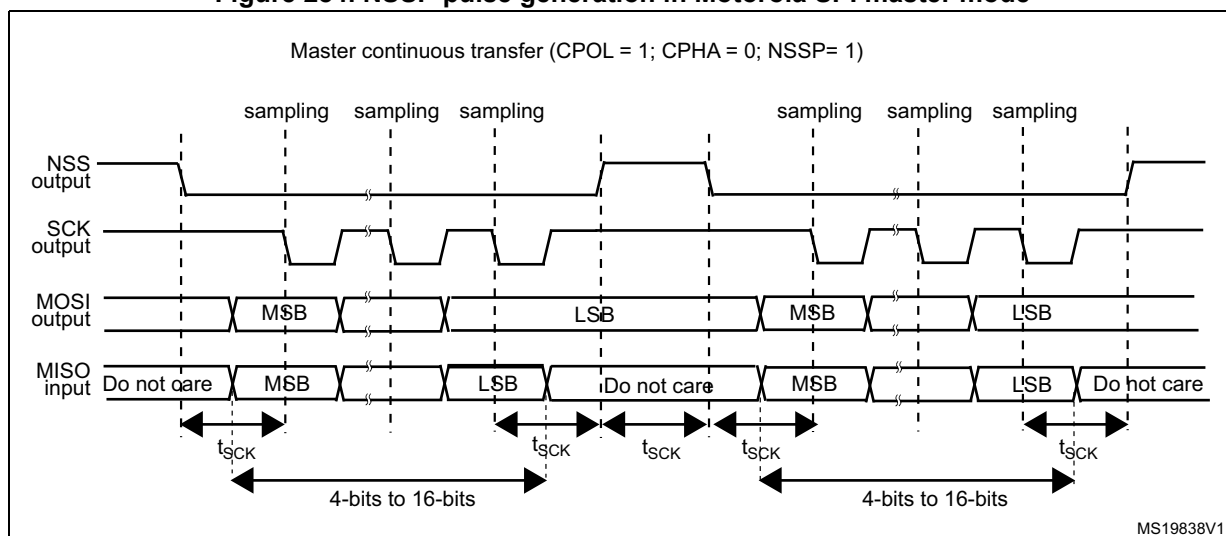 Master continuous transfer (CPOL = 1; CPHA = 0; NSSP= 1)
sampling sampling sampling sampling sampling sampling
NSS output
SCK output
MOSI output MSB LSB MSB LSB
MISO input Do not care MSB LSB Do not care MSB LSB Do not care
tSCK tSCK tSCK tSCK tSCK
4-bits to 16-bits 4-bits to 16-bits
MS19838V1